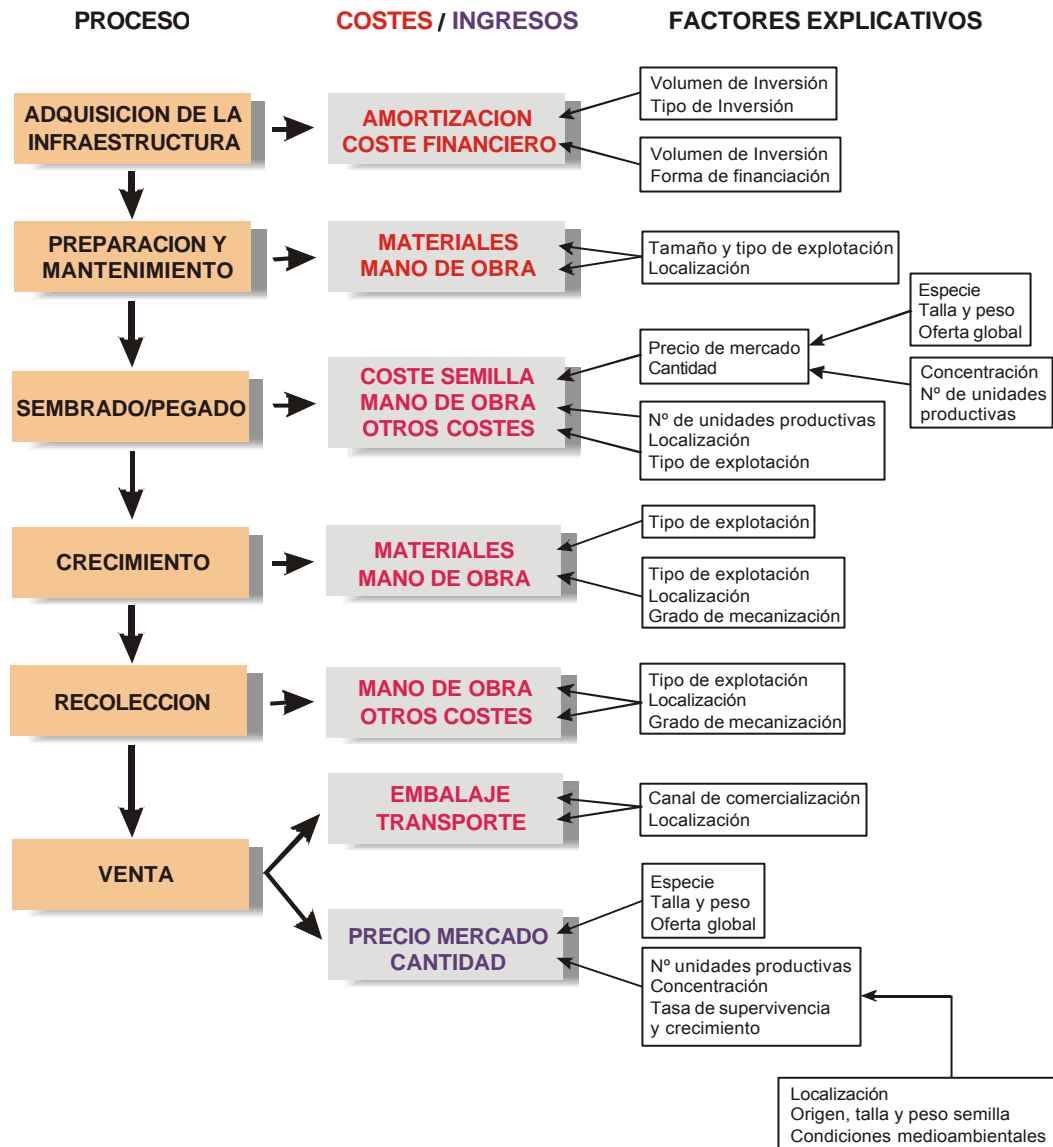 PROCESO
COSTES / INGRESOS
FACTORES EXPLICATIVOS
ADQUISICION DE LA
INFRAESTRUCTURA
AMORTIZACION
COSTE FINANCIERO
Volumen de Inversión
Tipo de Inversión
Volumen de Inversión
Forma de financiación
PREPARACION Y
MANTENIMIENTO
MATERIALES
MANO DE OBRA
Tamaño y tipo de explotación
Localización
SEMBRADO/PEGADO
COSTE SEMILLA
MANO DE OBRA
OTROS COSTES
Precio de mercado
Cantidad
Especie
Talla y peso
Oferta global
Concentración
Nº de unidades
productivas
Nº de unidades productivas
Localización
Tipo de explotación
CRECIMIENTO
MATERIALES
MANO DE OBRA
Tipo de explotación
Tipo de explotación
Localización
Grado de mecanización
RECOLECCION
MANO DE OBRA
OTROS COSTES
Tipo de explotación
Localización
Grado de mecanización
VENTA
EMBALAJE
TRANSPORTE
Canal de comercialización
Localización
PRECIO MERCADO
CANTIDAD
Especie
Talla y peso
Oferta global
Nº unidades productivas
Concentración
Tasa de supervivencia
y crecimiento
Localización
Origen, talla y peso semilla
Condiciones medioambientales